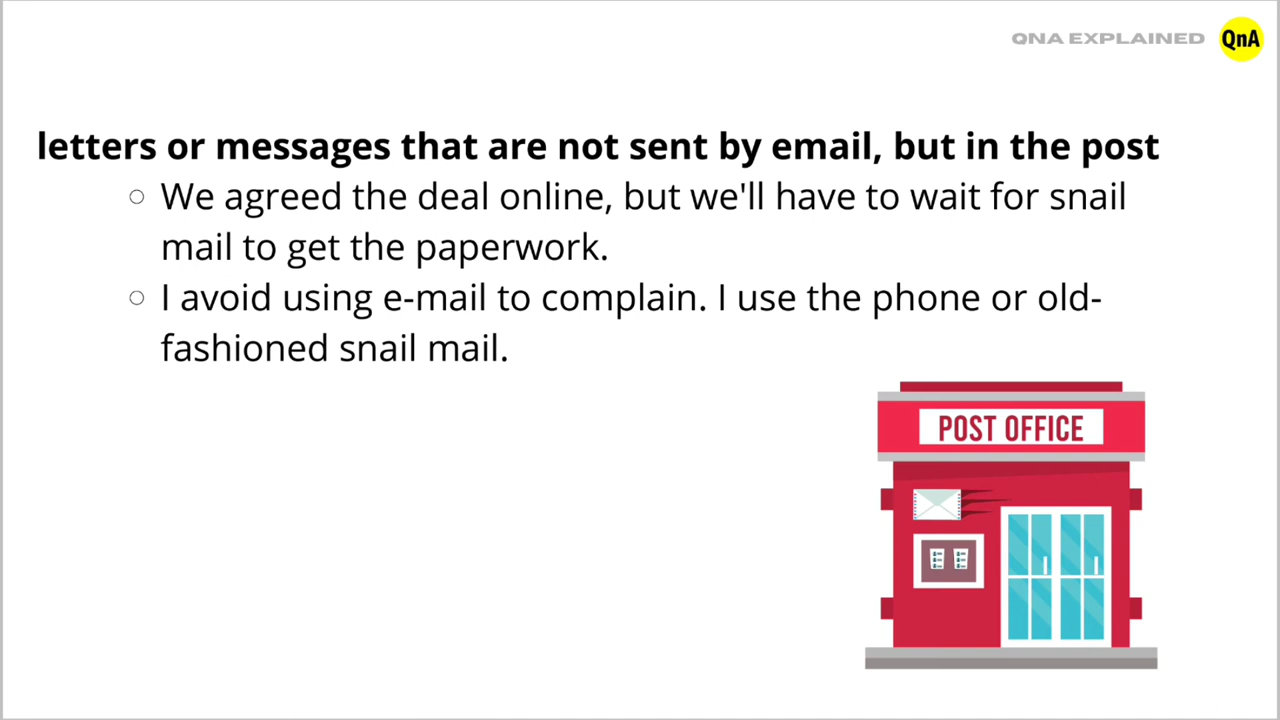 QNA EXPLAINED QnA
letters or messages that are not sent by email, but in the post
We agreed the deal online, but we'll have to wait for snail
mail to get the paperwork.
I avoid using e-mail to complain. I use the phone or old-
fashioned snail mail.
POST OFFICE